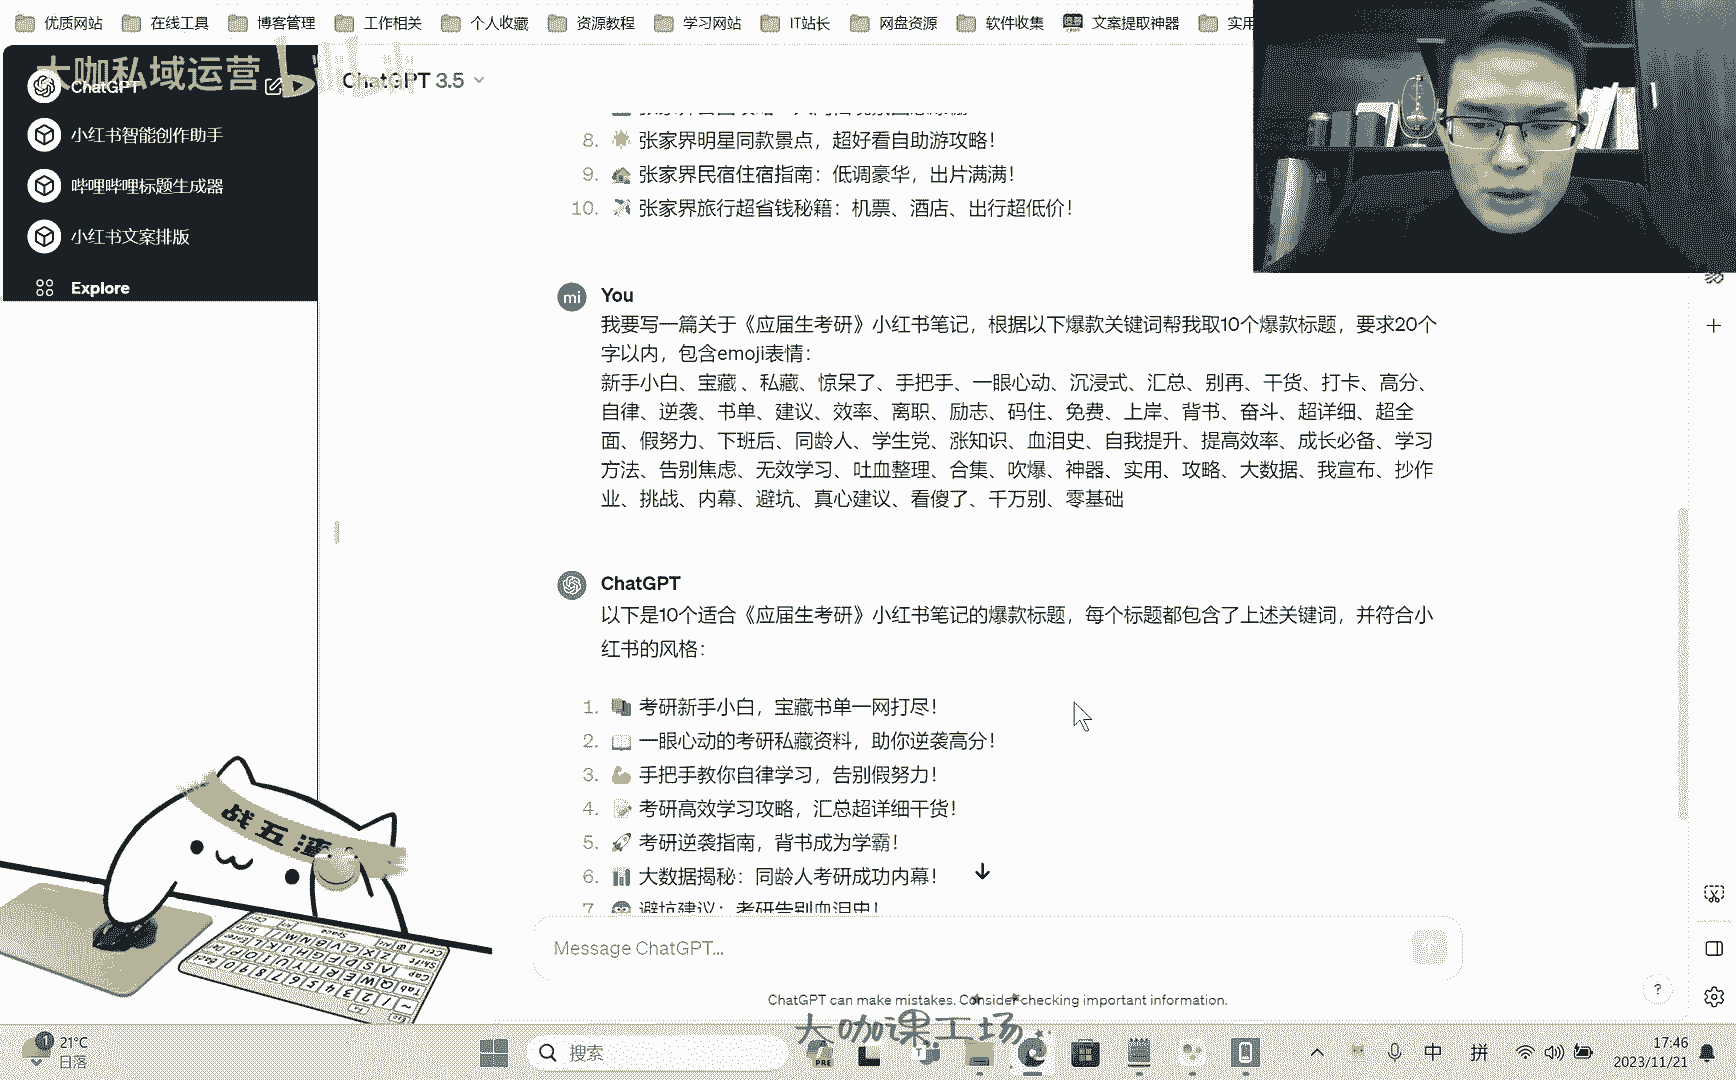 优质网站 在线工具 博客管理 工作相关 个人收藏 资源教程 学习网站 IT站长 网盘资源 软件收集 文案提取神器 实用
大咖私域运营 bilibili
ChatGPT
ChatGPT 3.5
小红书智能创作助手
哔哩哔哩标题生成器
小红书文案排版
Explore
8. 张家界明星同款景点，超好看自助游攻略！
9. 张家界民宿住宿指南：低调豪华，出片满满！
10. 张家界旅行超省钱秘籍：机票、酒店、出行超低价！
mi
You
我要写一篇关于《应届生考研》小红书笔记，根据以下爆款关键词帮我取10个爆款标题，要求20个
字以内，包含emoji表情：
新手小白、宝藏 、私藏、惊呆了、手把手、一眼心动、沉浸式、汇总、别再、干货、打卡、高分、
自律、逆袭、书单、建议、效率、离职、励志、码住、免费、上岸、背书、奋斗、超详细、超全
面、假努力、下班后、同龄人、学生党、涨知识、血泪史、自我提升、提高效率、成长必备、学习
方法、告别焦虑、无效学习、吐血整理、合集、吹爆、神器、实用、攻略、大数据、我宣布、抄作
业、挑战、内幕、避坑、真心建议、看傻了、千万别、零基础
ChatGPT
以下是10个适合《应届生考研》小红书笔记的爆款标题，每个标题都包含了上述关键词，并符合小
红书的风格：
1. 考研新手小白，宝藏书单一网打尽！
2. 一眼心动的考研私藏资料，助你逆袭高分！
3. 手把手教你自律学习，告别假努力！
4. 考研高效学习攻略，汇总超详细干货！
5. 考研逆袭指南，背书成为学霸！
6. 大数据揭秘：同龄人考研成功内幕！
7. 避坑建议：考研告别血泪史！
Message ChatGPT...
ChatGPT can make mistakes. Consider checking important information.
?
大咖课工场
战五渣
1
21°C
日落
搜索
PRE
中
拼
17:46
2023/11/21